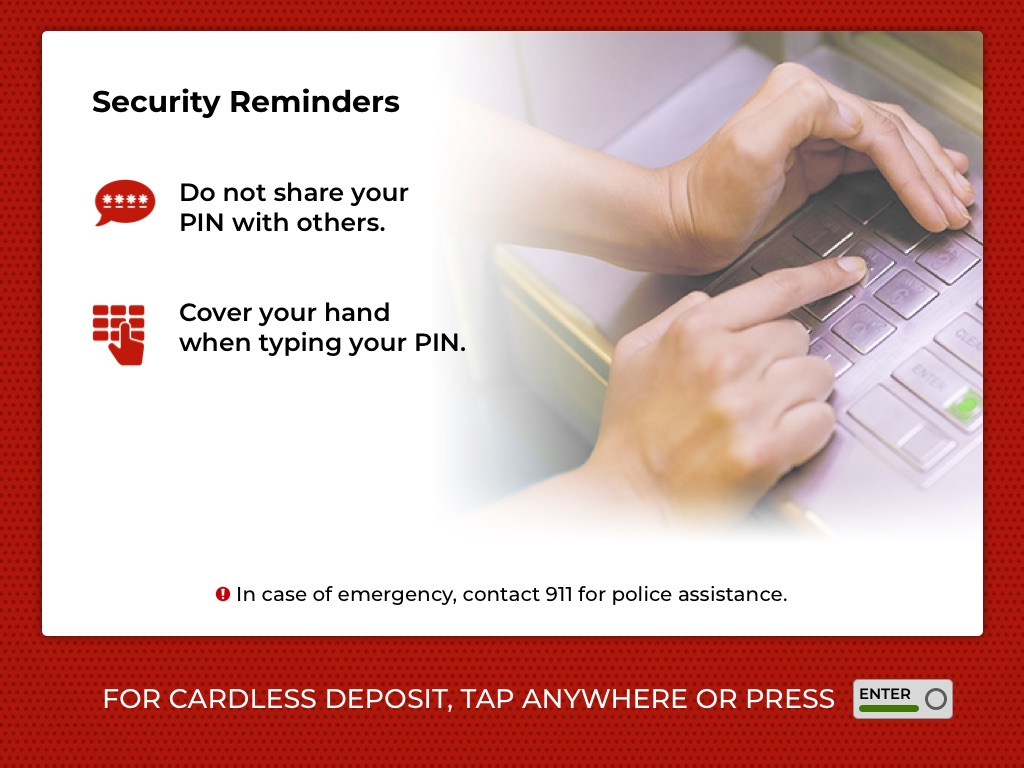 Security Reminders
Do not share your
PIN with others.
Cover your hand
when typing your PIN.
ENTER
In case of emergency, contact 911 for police assistance.
FOR CARDLESS DEPOSIT, TAP ANYWHERE OR PRESS ENTER